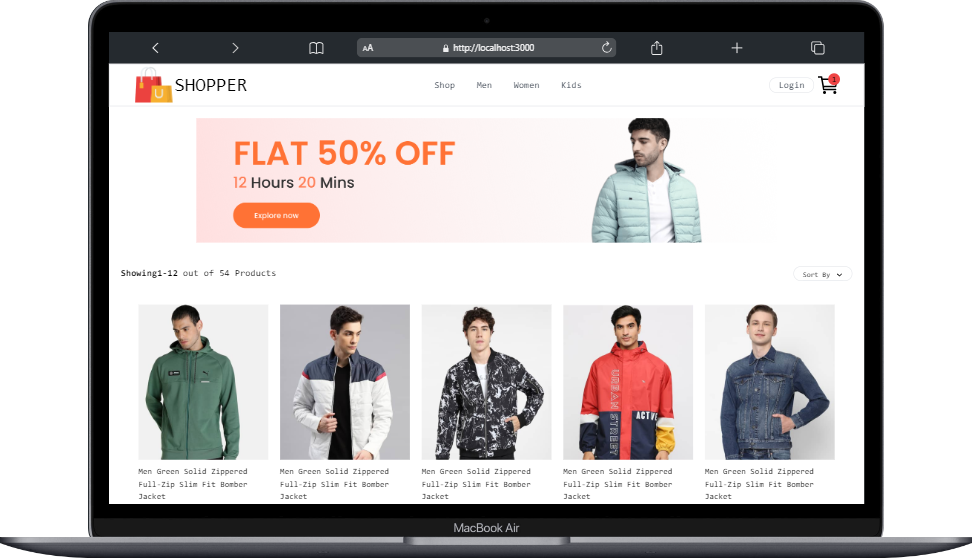 AA http://localhost:3000
U
SHOPPER Shop Men Women Kids Login 1
FLAT 50% OFF
12 Hours 20 Mins
Explore now
Showing1-12 out of 54 Products Sort By
URBAN STREET
ACTVE
Men Green Solid Zippered
Full-Zip Slim Fit Bomber
Jacket
Men Green Solid Zippered
Full-Zip Slim Fit Bomber
Jacket
Men Green Solid Zippered
Full-Zip Slim Fit Bomber
Jacket
Men Green Solid Zippered
Full-Zip Slim Fit Bomber
Jacket
Men Green Solid Zippered
Full-Zip Slim Fit Bomber
Jacket
MacBook Air